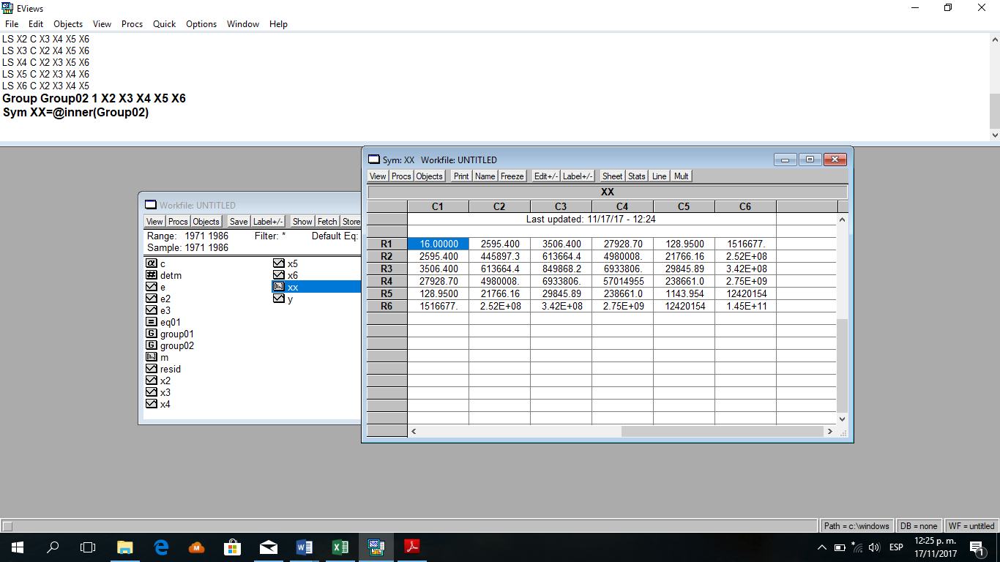 EViews
File Edit Objects View Procs Quick Options Window Help
LS X2 C X3 X4 X5 X6
LS X3 C X2 X4 X5 X6
LS X4 C X2 X3 X5 X6
LS X5 C X2 X3 X4 X6
LS X6 C X2 X3 X4 X5
Group Group02 1 X2 X3 X4 X5 X6
Sym XX=@inner(Group02)
Workfile: UNTITLED
View Procs Objects Save Label+/- Show Fetch Store
Range: 1971 1986 Filter: * Default Eq:
Sample: 1971 1986
c
detm
e
e2
e3
eq01
group01
group02
m
resid
x2
x3
x4
x5
x6
xx
y
Sym: XX Workfile: UNTITLED
View Procs Objects Print Name Freeze Edit+/- Label+/- Sheet Stats Line Mult
XX
C1 C2 C3 C4 C5 C6
Last updated: 11/17/17 - 12:24
R1 16.00000 2595.400 3506.400 27928.70 128.9500 1516677.
R2 2595.400 445897.3 613664.4 4980008. 21766.16 2.52E+08
R3 3506.400 613664.4 849868.2 6933806. 29845.89 3.42E+08
R4 27928.70 4980008. 6933806. 57014955 238661.0 2.75E+09
R5 128.9500 21766.16 29845.89 238661.0 1143.954 12420154
R6 1516677. 2.52E+08 3.42E+08 2.75E+09 12420154 1.45E+11
Path = c:\windows DB = none WF = untitled
ESP
12:25 p. m.
17/11/2017
1